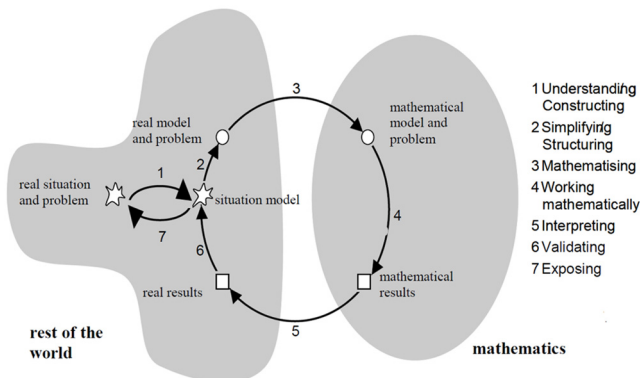 3
real model
and problem
mathematical
model and
problem
1 Understanding/
Constructing
2 Simplifying/
Structuring
3 Mathematising
4 Working
mathematically
5 Interpreting
6 Validating
7 Exposing
1
2
real situation
and problem
situation model
7
4
6
real results
mathematical
results
5
rest of the
world
mathematics